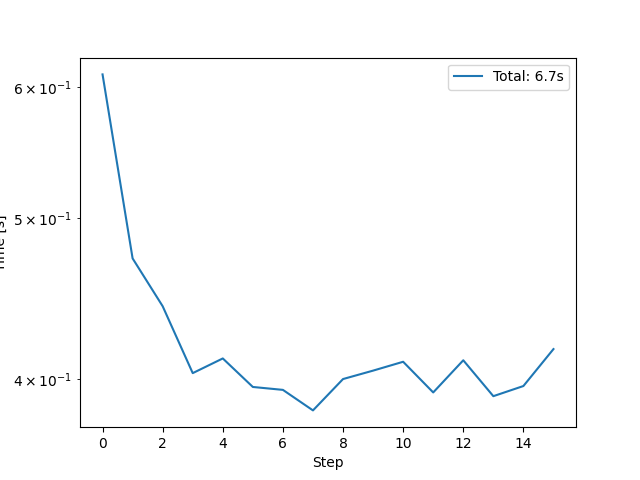 Total: 6.7s
6 × 10⁻¹
5 × 10⁻¹
4 × 10⁻¹
Time [s]
0 2 4 6 8 10 12 14
Step